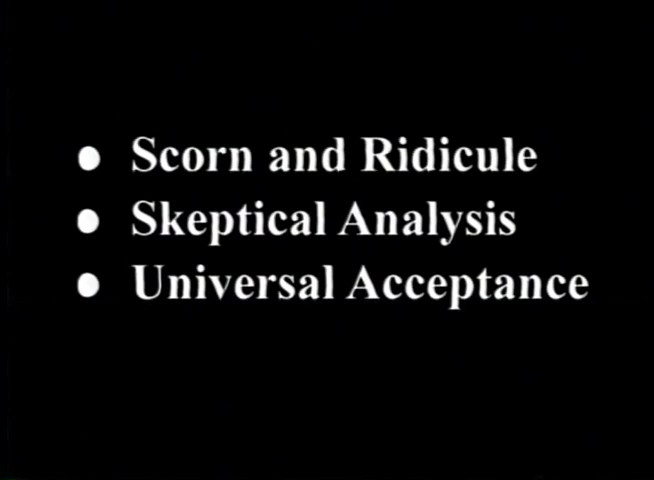 ● Scorn and Ridicule
● Skeptical Analysis
● Universal Acceptance